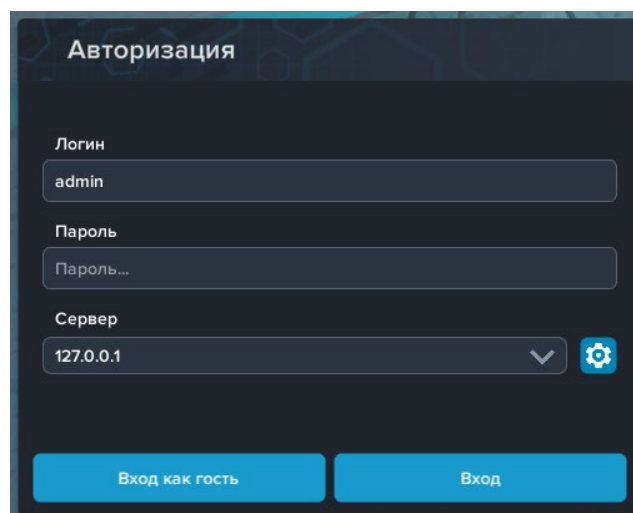 Авторизация
Логин
admin
Пароль
Пароль...
Сервер
127.0.0.1
Вход как гость
Вход